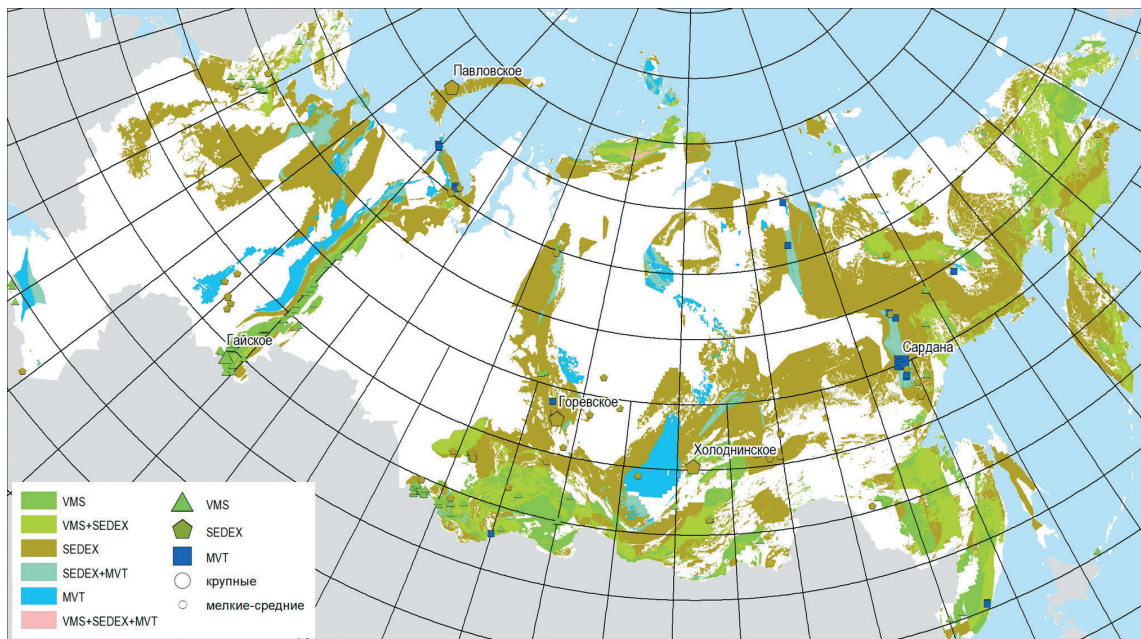 Павловское
Гайское
Сардана
Горевское
Холоднинское
VMS
VMS+SEDEX
SEDEX
SEDEX+MVT
MVT
VMS+SEDEX+MVT
VMS
SEDEX
MVT
крупные
мелкие-средние